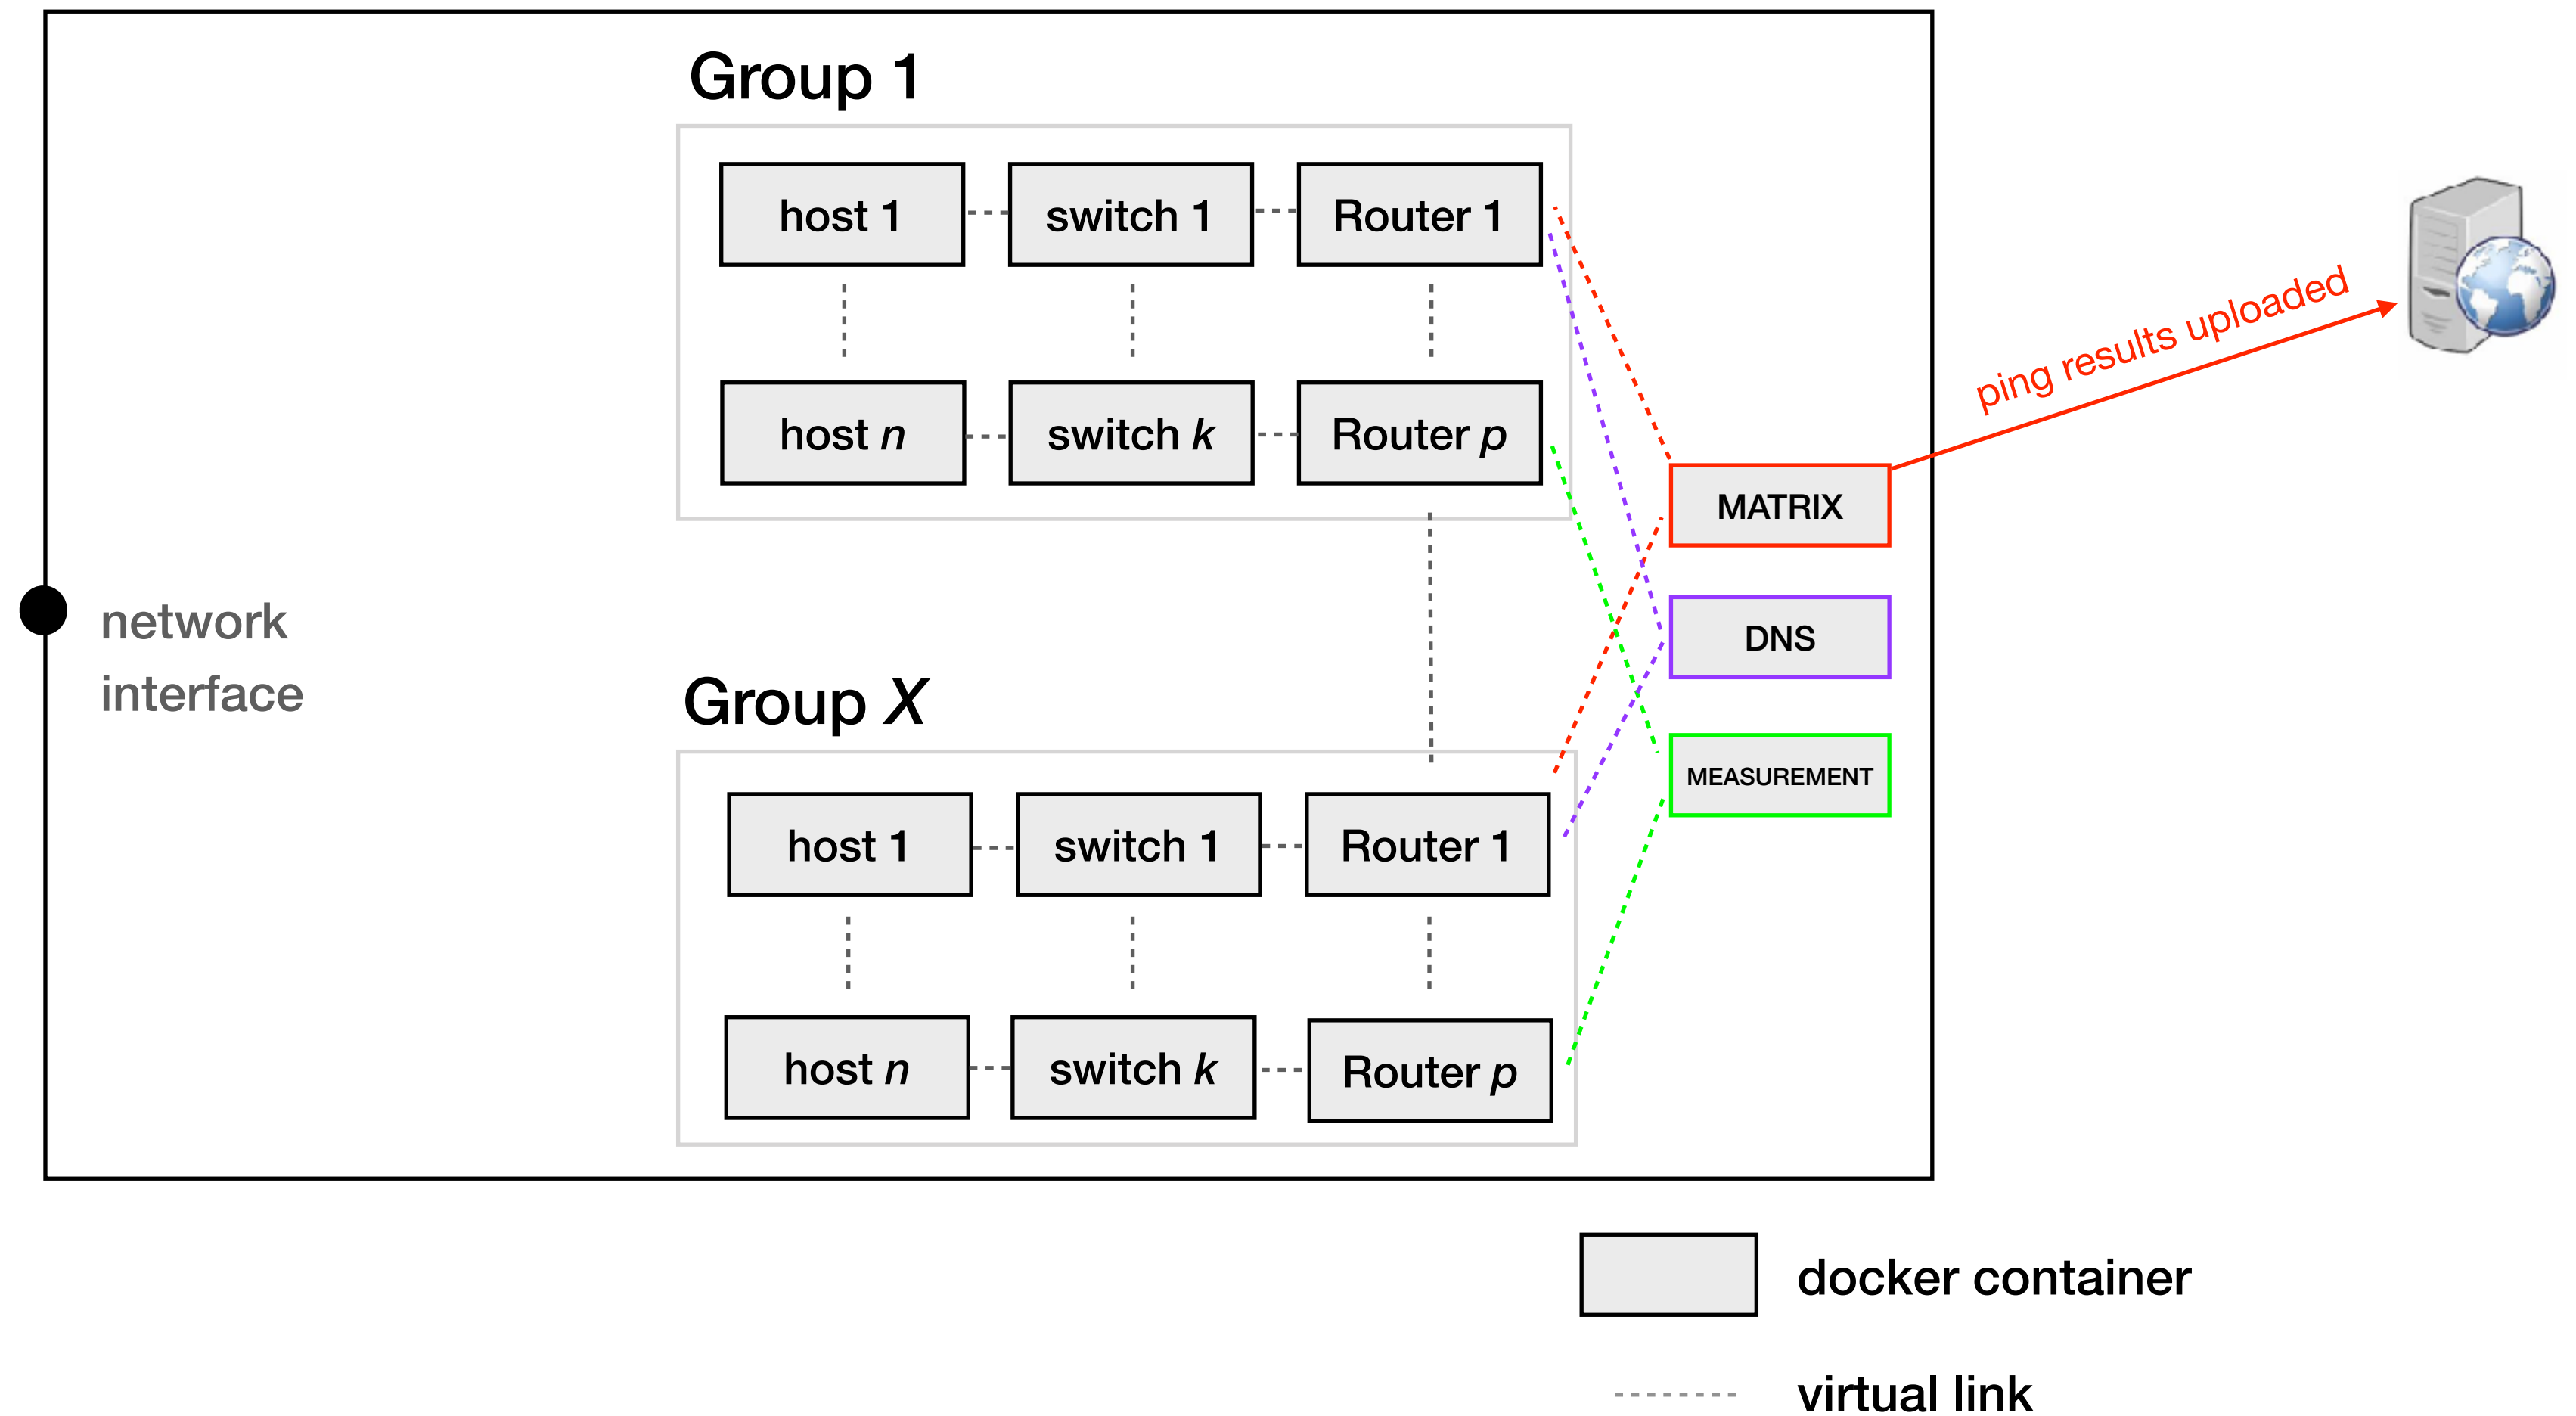 Group 1
host 1
switch 1
Router 1
host n
switch k
Router p
ping results uploaded
MATRIX
DNS
MEASUREMENT
network
interface
Group X
host 1
switch 1
Router 1
host n
switch k
Router p
docker container
virtual link